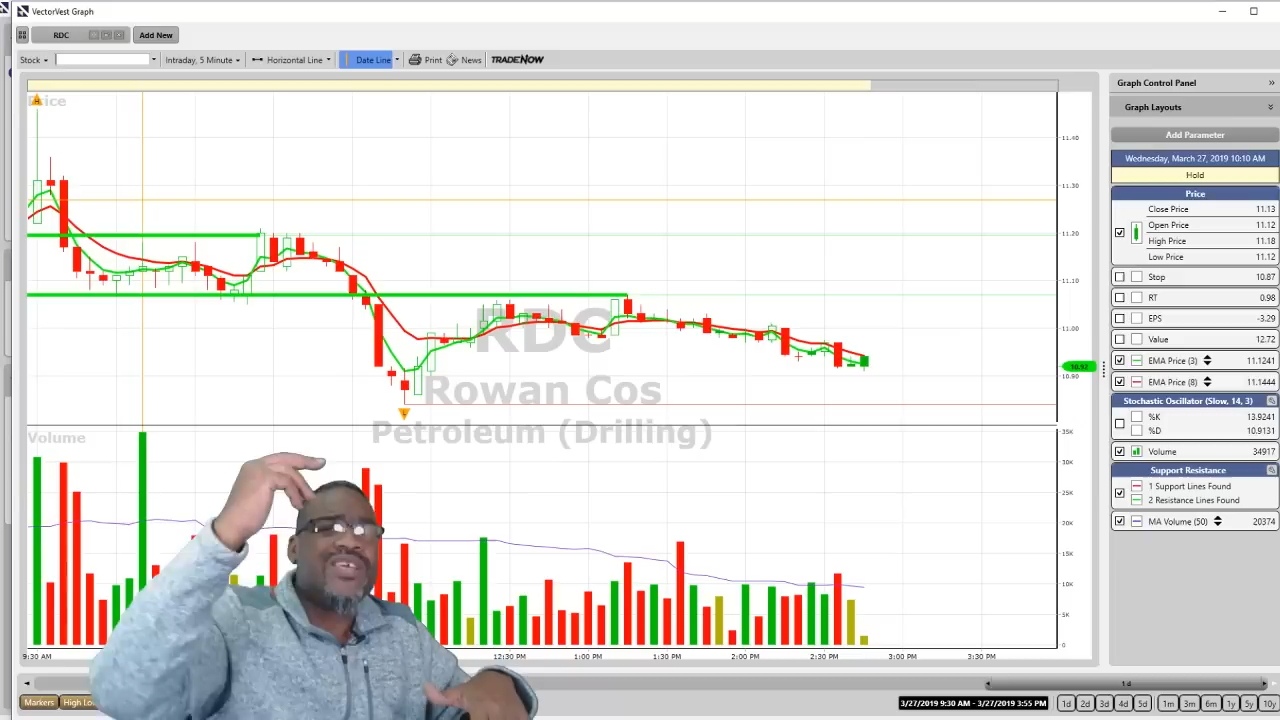 VectorVest Graph
RDC
Add New
Stock
Intraday, 5 Minute
Horizontal Line
Date Line
Print
News
TRADENOW
Price
11.40
11.30
11.20
11.10
11.00
10.92
10.90
RDC
Rowan Cos
Petroleum (Drilling)
H
L
Volume
35K
30K
25K
20K
15K
10K
5K
0
9:30 AM
12:30 PM
1:00 PM
1:30 PM
2:00 PM
2:30 PM
3:00 PM
3:30 PM
1 d
Markers
3/27/2019 9:30 AM - 3/27/2019 3:55 PM
1d
2d
3d
4d
5d
1m
3m
6m
1y
5y
10y
Graph Control Panel
Graph Layouts
Add Parameter
Wednesday, March 27, 2019 10:10 AM
Hold
Price
Close Price 11.13
Open Price 11.12
High Price 11.18
Low Price 11.12
Stop 10.87
RT 0.98
EPS -3.29
Value 12.72
EMA Price (3) 11.1241
EMA Price (8) 11.1444
Stochastic Oscillator (Slow, 14, 3)
%K 13.9241
%D 10.9131
Volume 34917
Support Resistance
1 Support Lines Found
2 Resistance Lines Found
MA Volume (50) 20374